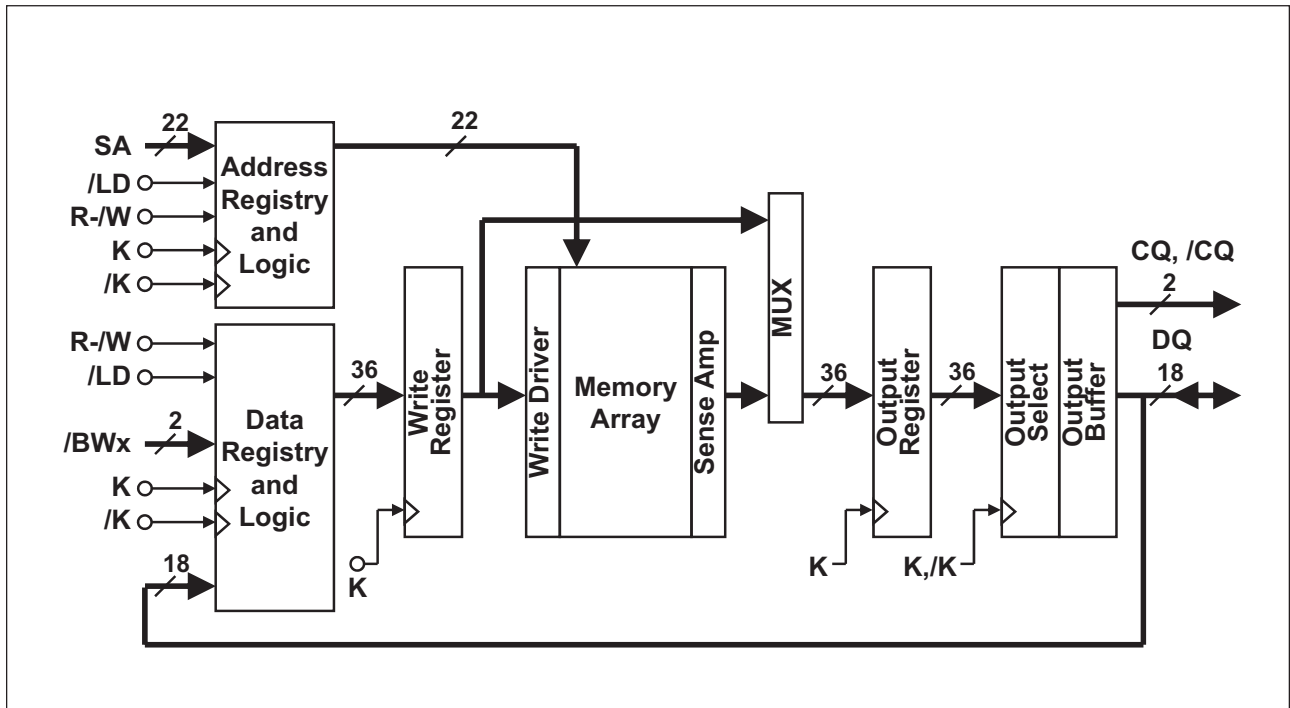 22
SA
/LD
R-/W
K
/K
Address
Registry
and
Logic
22
R-/W
/LD
2
/BWx
K
/K
18
Data
Registry
and
Logic
36
Write
Register
K
Write Driver
Memory
Array
Sense Amp
MUX
36
Output
Register
K
36
Output
Select
Output
Buffer
K,/K
CQ, /CQ
2
DQ
18